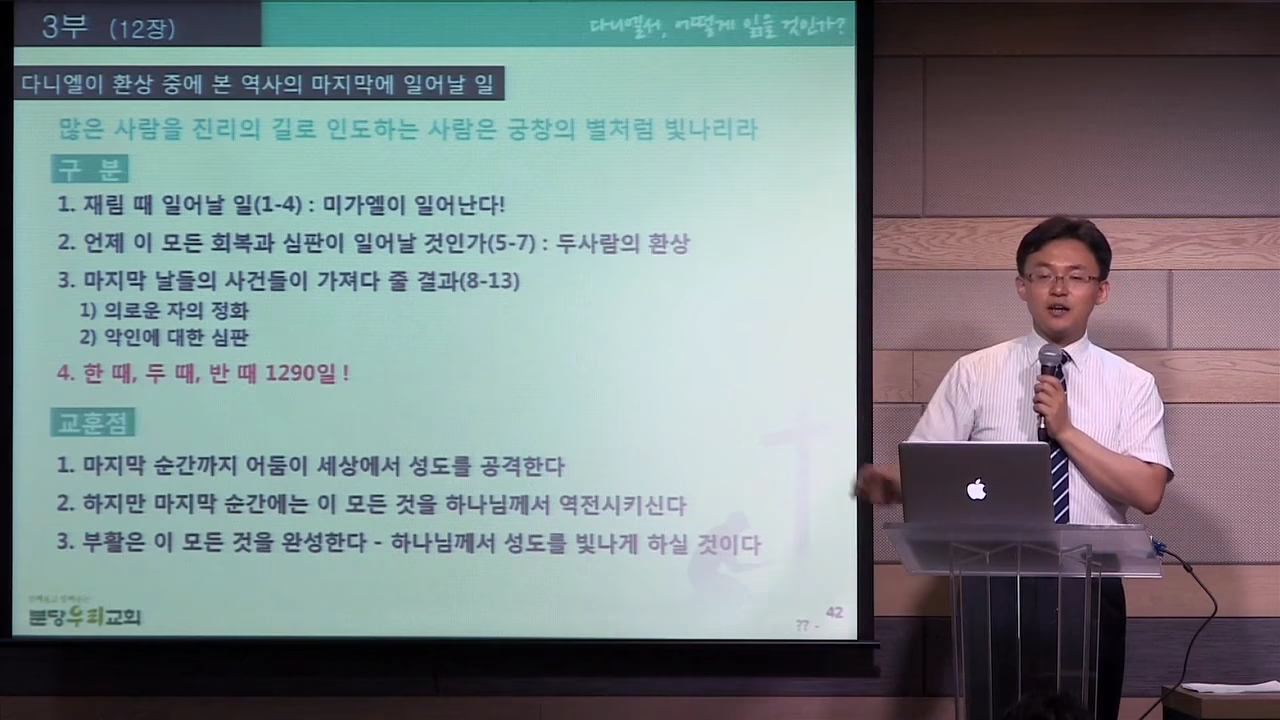 3부 (12장)
다니엘서, 어떻게 읽을 것인가?
다니엘이 환상 중에 본 역사의 마지막에 일어날 일
많은 사람을 진리의 길로 인도하는 사람은 궁창의 별처럼 빛나리라
구 분
1. 재림 때 일어날 일(1-4) : 미가엘이 일어난다!
2. 언제 이 모든 회복과 심판이 일어날 것인가(5-7) : 두사람의 환상
3. 마지막 날들의 사건들이 가져다 줄 결과(8-13)
1) 의로운 자의 정화
2) 악인에 대한 심판
4. 한 때, 두 때, 반 때 1290일 !
교훈점
1. 마지막 순간까지 어둠이 세상에서 성도를 공격한다
2. 하지만 마지막 순간에는 이 모든 것을 하나님께서 역전시키신다
3. 부활은 이 모든 것을 완성한다 - 하나님께서 성도를 빛나게 하실 것이다
분당우리교회
?? - 42